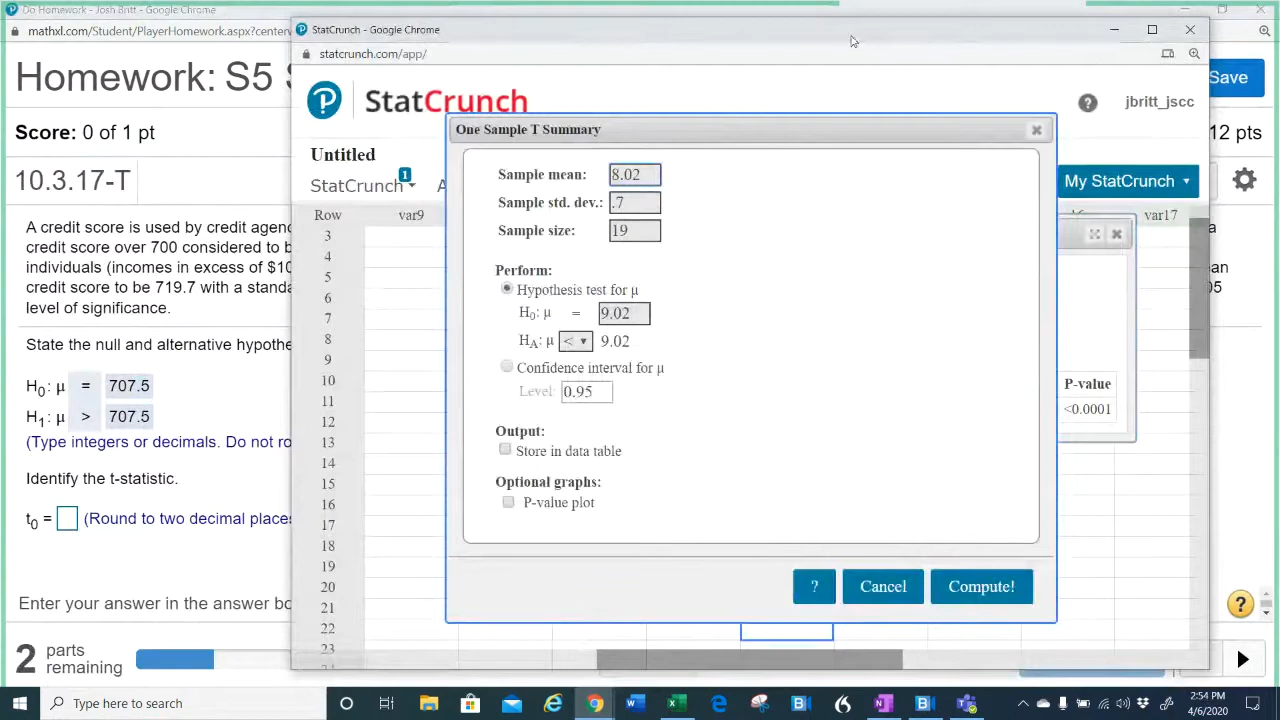 Do Homework - Josh Britt - Google Chrome
mathxl.com/Student/PlayerHomework.aspx?center
StatCrunch - Google Chrome
statcrunch.com/app/
Homework: S5 S
Save
StatCrunch
jbritt_jscc
Score: 0 of 1 pt
12 pts
One Sample T Summary
10.3.17-T
Untitled
StatCrunch 1
A
My StatCrunch
Row
var9
var17
3
4
5
6
7
8
9
10
11
12
13
14
15
16
17
18
19
20
21
22
23
Sample mean: 8.02
Sample std. dev.: .7
Sample size: 19
Perform:
Hypothesis test for μ
H0: μ = 9.02
HA: μ < 9.02
Confidence interval for μ
Level: 0.95
Output:
Store in data table
Optional graphs:
P-value plot
? Cancel Compute!
P-value
<0.0001
A credit score is used by credit agenc
credit score over 700 considered to b
individuals (incomes in excess of $10
credit score to be 719.7 with a standa
level of significance.
a
an
05
State the null and alternative hypothe
H0: μ = 707.5
H1: μ > 707.5
(Type integers or decimals. Do not ro
Identify the t-statistic.
t0 = (Round to two decimal places
Enter your answer in the answer bo
?
2 parts
remaining
Type here to search
2:54 PM
4/6/2020